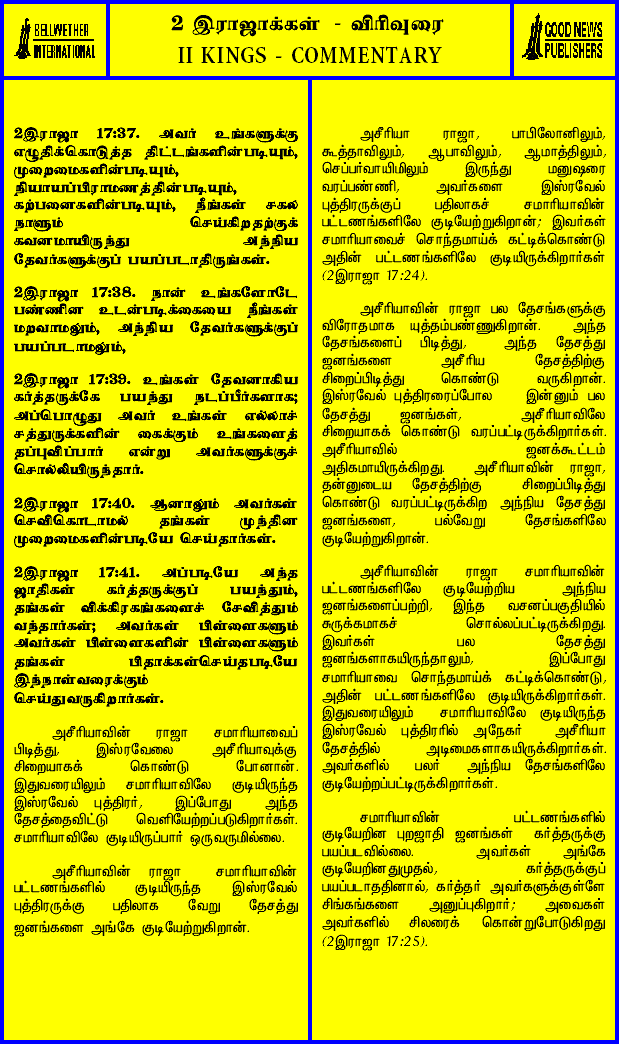 BELLWETHER
INTERNATIONAL
2 இராஜாக்கள் - விரிவுரை
II KINGS - COMMENTARY
GOOD NEWS
PUBLISHERS
2இராஜா 17:37. அவர் உங்களுக்கு
எழுதிக்கொடுத்த திட்டங்களின்படியும்,
முறைமைகளின்படியும்,
நியாயப்பிரமாணத்தின்படியும்,
கற்பனைகளின்படியும், நீங்கள் சகல
நாளும் செய்கிறதற்குக்
கவனமாயிருந்து அந்நிய
தேவர்களுக்குப் பயப்படாதிருங்கள்.
2இராஜா 17:38. நான் உங்களோடே
பண்ணின உடன்படிக்கையை நீங்கள்
மறவாமலும், அந்நிய தேவர்களுக்குப்
பயப்படாமலும்,
2இராஜா 17:39. உங்கள் தேவனாகிய
கர்த்தருக்கே பயந்து நடப்பீர்களாக;
அப்பொழுது அவர் உங்கள் எல்லாச்
சத்துருக்களின் கைக்கும் உங்களைத்
தப்புவிப்பார் என்று அவர்களுக்குச்
சொல்லியிருந்தார்.
2இராஜா 17:40. ஆனாலும் அவர்கள்
செவிகொடாமல் தங்கள் முந்தின
முறைமைகளின்படியே செய்தார்கள்.
2இராஜா 17:41. அப்படியே அந்த
ஜாதிகள் கர்த்தருக்குப் பயந்தும்,
தங்கள் விக்கிரகங்களைச் சேவித்தும்
வந்தார்கள்; அவர்கள் பிள்ளைகளும்
அவர்கள் பிள்ளைகளின் பிள்ளைகளும்
தங்கள் பிதாக்கள்செய்தபடியே
இந்நாள்வரைக்கும்
செய்துவருகிறார்கள்.
அசீரியாவின் ராஜா சமாரியாவைப்
பிடித்து, இஸ்ரவேலை அசீரியாவுக்கு
சிறையாகக் கொண்டு போனான்.
இதுவரையிலும் சமாரியாவிலே குடியிருந்த
இஸ்ரவேல் புத்திரர், இப்போது அந்த
தேசத்தைவிட்டு வெளியேற்றப்படுகிறார்கள்.
சமாரியாவிலே குடியிருப்பார் ஒருவருமில்லை.
அசீரியாவின் ராஜா சமாரியாவின்
பட்டணங்களில் குடியிருந்த இஸ்ரவேல்
புத்திரருக்கு பதிலாக வேறு தேசத்து
ஜனங்களை அங்கே குடியேற்றுகிறான்.
அசீரியா ராஜா, பாபிலோனிலும்,
கூத்தாவிலும், ஆபாவிலும், ஆமாத்திலும்,
செப்பர்வாயிமிலும் இருந்து மனுஷரை
வரப்பண்ணி, அவர்களை இஸ்ரவேல்
புத்திரருக்குப் பதிலாகச் சமாரியாவின்
பட்டணங்களிலே குடியேற்றுகிறான்; இவர்கள்
சமாரியாவைச் சொந்தமாய்க் கட்டிக்கொண்டு
அதின் பட்டணங்களிலே குடியிருக்கிறார்கள்
(2இராஜா 17:24).
அசீரியாவின் ராஜா பல தேசங்களுக்கு
விரோதமாக யுத்தம்பண்ணுகிறான். அந்த
தேசங்களைப் பிடித்து, அந்த தேசத்து
ஜனங்களை அசீரிய தேசத்திற்கு
சிறைப்பிடித்து கொண்டு வருகிறான்.
இஸ்ரவேல் புத்திரரைப்போல இன்னும் பல
தேசத்து ஜனங்கள், அசீரியாவிலே
சிறையாகக் கொண்டு வரப்பட்டிருக்கிறார்கள்.
அசீரியாவில் ஜனக்கூட்டம்
அதிகமாயிருக்கிறது. அசீரியாவின் ராஜா,
தன்னுடைய தேசத்திற்கு சிறைப்பிடித்து
கொண்டு வரப்பட்டிருக்கிற அந்நிய தேசத்து
ஜனங்களை, பல்வேறு தேசங்களிலே
குடியேற்றுகிறான்.
அசீரியாவின் ராஜா சமாரியாவின்
பட்டணங்களிலே குடியேற்றிய அந்நிய
ஜனங்களைப்பற்றி, இந்த வசனப்பகுதியில்
சுருக்கமாகச் சொல்லப்பட்டிருக்கிறது.
இவர்கள் பல தேசத்து
ஜனங்களாகயிருந்தாலும், இப்போது
சமாரியாவை சொந்தமாய்க் கட்டிக்கொண்டு,
அதின் பட்டணங்களிலே குடியிருக்கிறார்கள்.
இதுவரையிலும் சமாரியாவிலே குடியிருந்த
இஸ்ரவேல் புத்திரரில் அநேகர் அசீரியா
தேசத்தில் அடிமைகளாகயிருக்கிறார்கள்.
அவர்களில் பலர் அந்நிய தேசங்களிலே
குடியேற்றப்பட்டிருக்கிறார்கள்.
சமாரியாவின் பட்டணங்களில்
குடியேறின புறஜாதி ஜனங்கள் கர்த்தருக்கு
பயப்படவில்லை. அவர்கள் அங்கே
குடியேறினதுமுதல், கர்த்தருக்குப்
பயப்படாததினால், கர்த்தர் அவர்களுக்குள்ளே
சிங்கங்களை அனுப்புகிறார்; அவைகள்
அவர்களில் சிலரைக் கொன்றுபோடுகிறது
(2இராஜா 17:25).